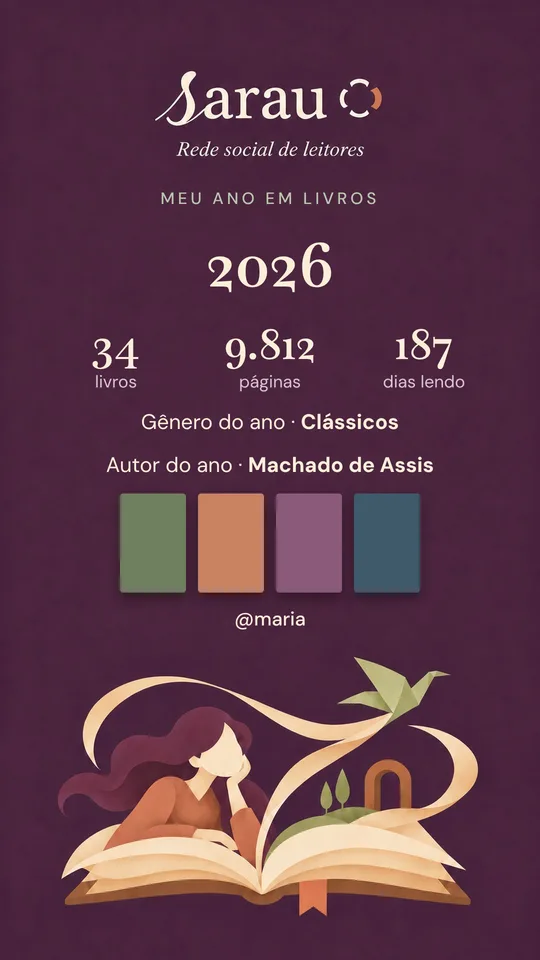 Sarau
Rede social de leitores
MEU ANO EM LIVROS
2026
34 9.812 187
livros páginas dias lendo
Gênero do ano · Clássicos
Autor do ano · Machado de Assis
@maria